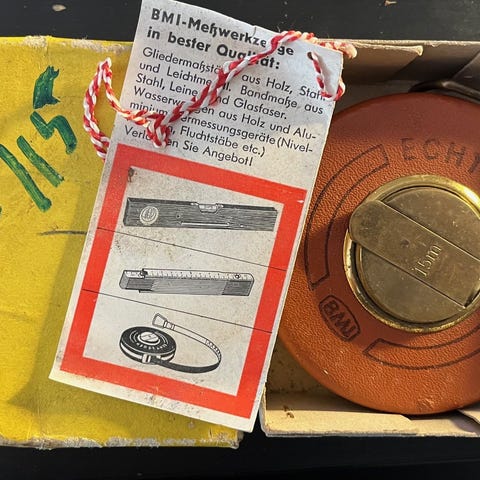 BMI-Meßwerkzeuge
in bester Qualität:
Gliedermaßstäbe aus Holz, Stahl
und Leichtmetall. Bandmaße aus
Stahl, Leinen und Glasfaser.
Wasserwaagen aus Holz und Alu-
minium. Vermessungsgeräte (Nivel-
Fluchtstäbe etc.)
Verlangen Sie Angebot!
/15
ECHT
15m
BMI